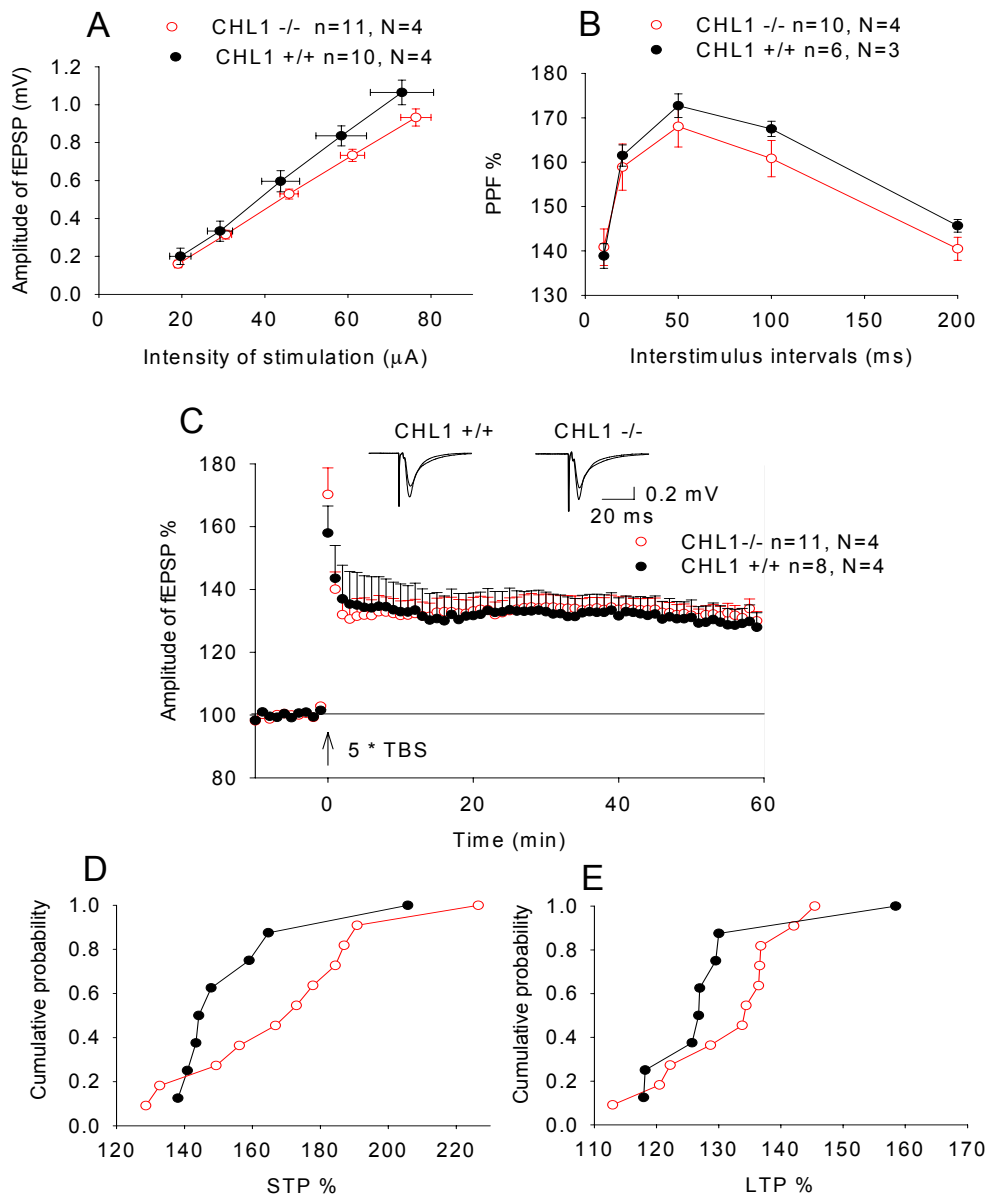 A
CHL1 -/- n=11, N=4
CHL1 +/+ n=10, N=4
1.2
1.0
0.8
0.6
0.4
0.2
0.0
Amplitude of fEPSP (mV)
0 20 40 60 80
Intensity of stimulation (μA)
B
CHL1 -/- n=10, N=4
CHL1 +/+ n=6, N=3
180
170
160
150
140
130
PPF %
0 50 100 150 200
Interstimulus intervals (ms)
C
CHL1 +/+ CHL1 -/-
0.2 mV
20 ms
CHL1-/- n=11, N=4
CHL1 +/+ n=8, N=4
180
160
140
120
100
80
Amplitude of fEPSP %
5 * TBS
0 20 40 60
Time (min)
D
1.0
0.8
0.6
0.4
0.2
0.0
Cumulative probability
120 140 160 180 200 220
STP %
E
1.0
0.8
0.6
0.4
0.2
0.0
Cumulative probability
110 120 130 140 150 160 170
LTP %